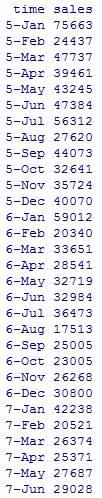 time sales
5-Jan 75663
5-Feb 24437
5-Mar 47737
5-Apr 39461
5-May 43245
5-Jun 47384
5-Jul 56312
5-Aug 27620
5-Sep 44073
5-Oct 32641
5-Nov 35724
5-Dec 40070
6-Jan 59012
6-Feb 20340
6-Mar 33651
6-Apr 28541
6-May 32719
6-Jun 32984
6-Jul 36473
6-Aug 17513
6-Sep 25005
6-Oct 23005
6-Nov 26268
6-Dec 30800
7-Jan 42238
7-Feb 20521
7-Mar 26374
7-Apr 25371
7-May 27687
7-Jun 29028